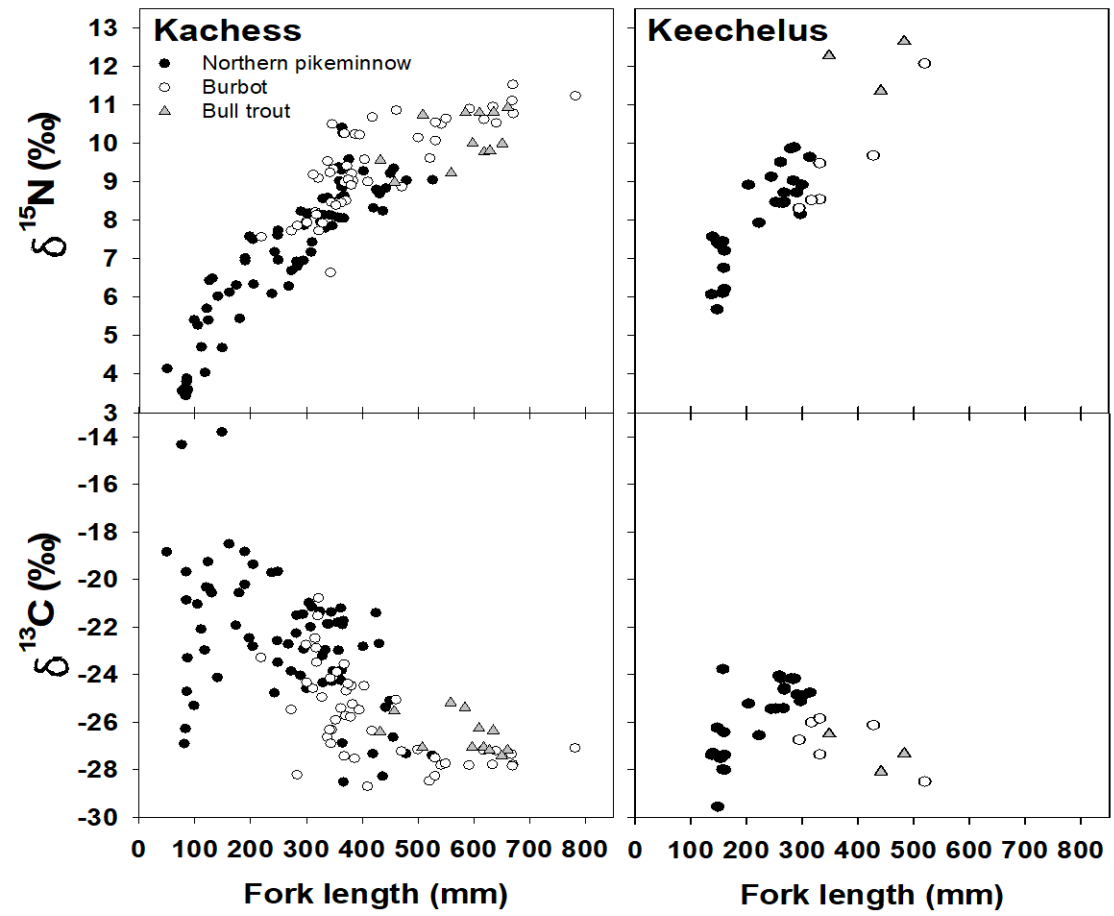 Kachess
Northern pikeminnow
Burbot
Bull trout
Keechelus
δ ¹⁵N (‰)
13
12
11
10
9
8
7
6
5
4
3
δ ¹³C (‰)
-14
-16
-18
-20
-22
-24
-26
-28
-30
0 100 200 300 400 500 600 700 800
0 100 200 300 400 500 600 700 800
Fork length (mm)
Fork length (mm)